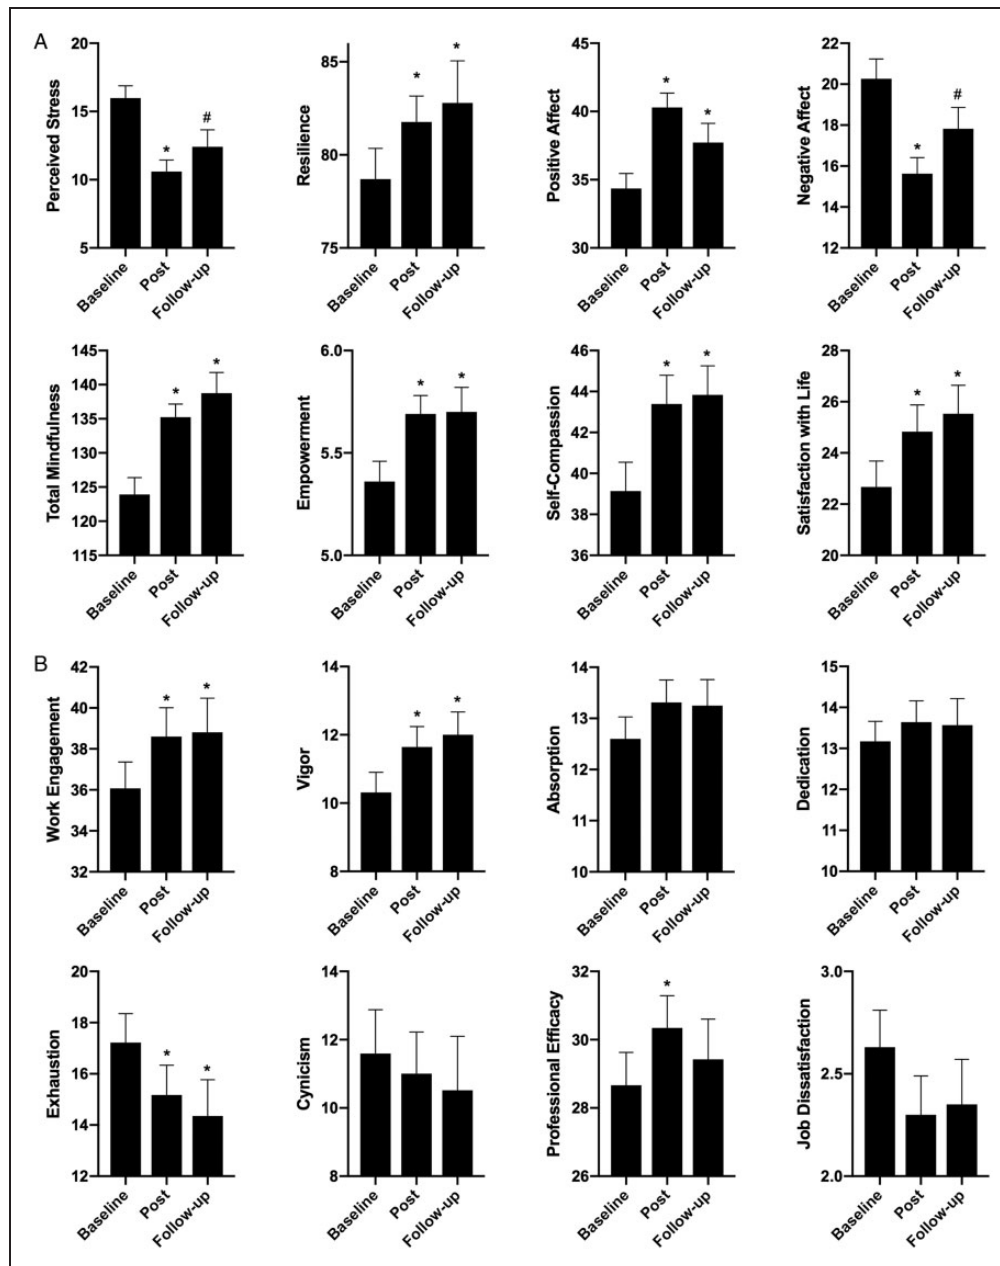 A
Perceived Stress
20
15
10
5
Baseline
Post
Follow-up
#
*
Resilience
85
80
75
Baseline
Post
Follow-up
*
*
Positive Affect
45
40
35
30
Baseline
Post
Follow-up
*
*
Negative Affect
22
20
18
16
14
12
Baseline
Post
Follow-up
#
*
Total Mindfulness
145
140
135
130
125
120
115
Baseline
Post
Follow-up
*
*
Empowerment
6.0
5.5
5.0
Baseline
Post
Follow-up
*
*
Self-Compassion
46
44
42
40
38
36
Baseline
Post
Follow-up
*
*
Satisfaction with Life
28
26
24
22
20
Baseline
Post
Follow-up
*
*
B
Work Engagement
42
40
38
36
34
32
Baseline
Post
Follow-up
*
*
Vigor
14
12
10
8
Baseline
Post
Follow-up
*
*
Absorption
14
13
12
11
10
Baseline
Post
Follow-up
Dedication
15
14
13
12
11
10
Baseline
Post
Follow-up
Exhaustion
20
18
16
14
12
Baseline
Post
Follow-up
*
*
Cynicism
14
12
10
8
Baseline
Post
Follow-up
Professional Efficacy
32
30
28
26
Baseline
Post
Follow-up
*
Job Dissatisfaction
3.0
2.5
2.0
Baseline
Post
Follow-up